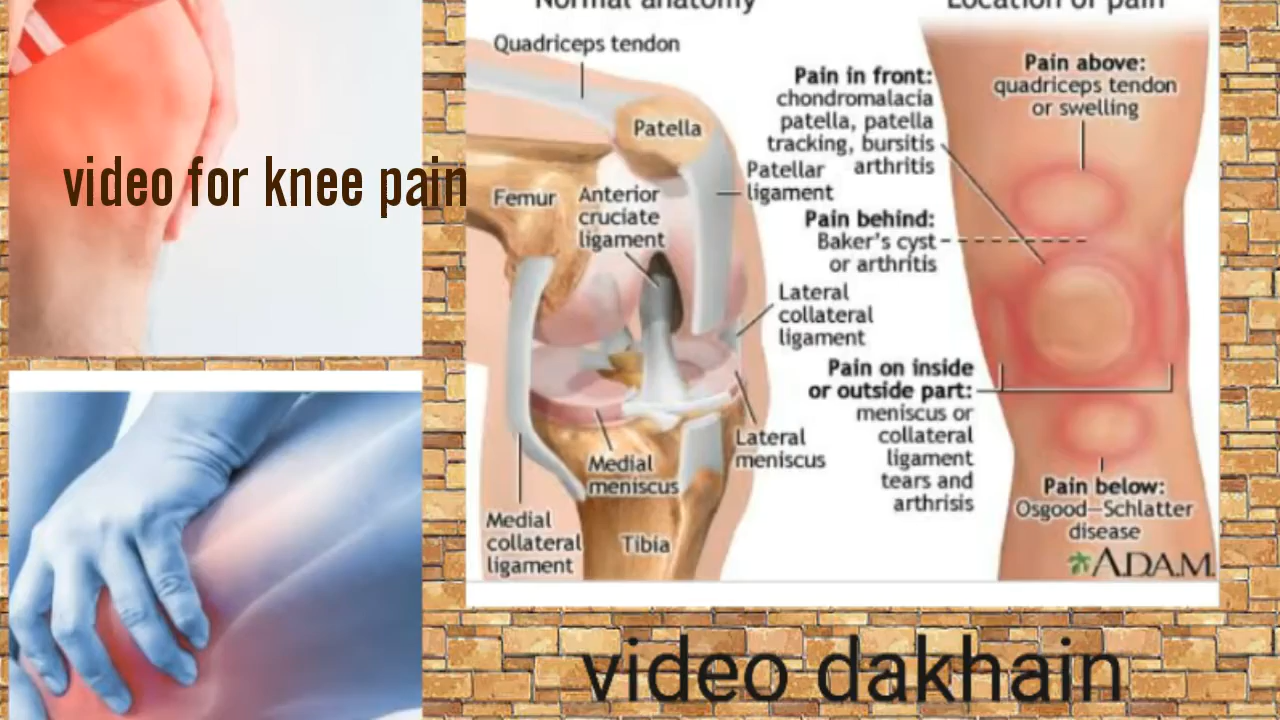 Normal anatomy
Location of pain
Quadriceps tendon
Patella
Femur
Anterior
cruciate
ligament
Patellar
ligament
Lateral
collateral
ligament
Lateral
meniscus
Medial
meniscus
Medial
collateral
ligament
Tibia
Pain in front:
chondromalacia
patella, patella
tracking, bursitis
arthritis
Pain behind:
Baker's cyst
or arthritis
Pain on inside
or outside part:
meniscus or
collateral
ligament
tears and
arthrisis
Pain above:
quadriceps tendon
or swelling
Pain below:
Osgood–Schlatter
disease
A.D.A.M.
video for knee pain
video dakhain